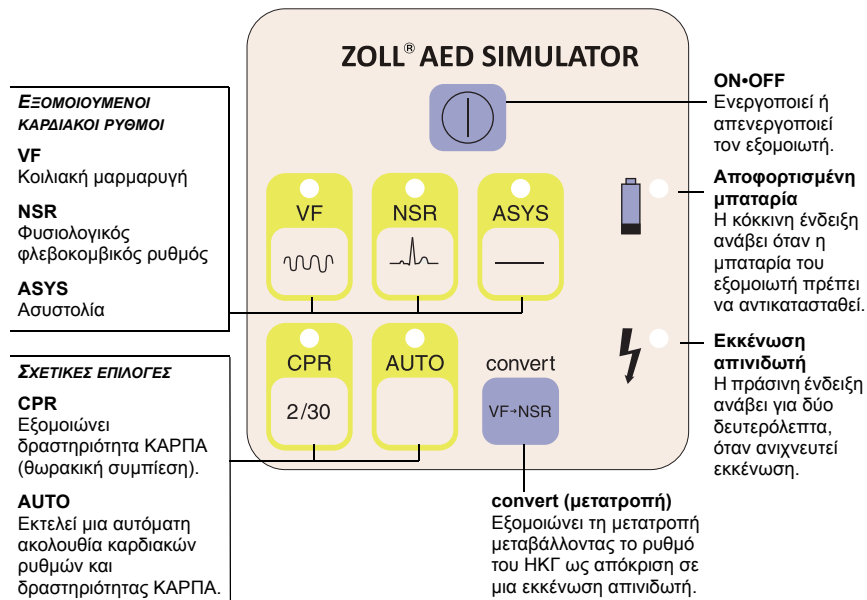 ZOLL® AED SIMULATOR
VF
NSR
ASYS
CPR
2/30
AUTO
convert
VF→NSR
ΕΞΟΜΟΙΟΥΜΕΝΟΙ
ΚΑΡΔΙΑΚΟΙ ΡΥΘΜΟΙ
VF
Κοιλιακή μαρμαρυγή
NSR
Φυσιολογικός
φλεβοκομβικός ρυθμός
ASYS
Ασυστολία
ΣΧΕΤΙΚΕΣ ΕΠΙΛΟΓΕΣ
CPR
Εξομοιώνει
δραστηριότητα ΚΑΡΠΑ
(θωρακική συμπίεση).
AUTO
Εκτελεί μια αυτόματη
ακολουθία καρδιακών
ρυθμών και
δραστηριότητας ΚΑΡΠΑ.
ON•OFF
Ενεργοποιεί ή
απενεργοποιεί
τον εξομοιωτή.
Αποφορτισμένη
μπαταρία
Η κόκκινη ένδειξη
ανάβει όταν η
μπαταρία του
εξομοιωτή πρέπει
να αντικατασταθεί.
Εκκένωση
απινιδωτή
Η πράσινη ένδειξη
ανάβει για δύο
δευτερόλεπτα,
όταν ανιχνευτεί
εκκένωση.
convert (μετατροπή)
Εξομοιώνει τη μετατροπή
μεταβάλλοντας το ρυθμό
του ΗΚΓ ως απόκριση σε
μια εκκένωση απινιδωτή.